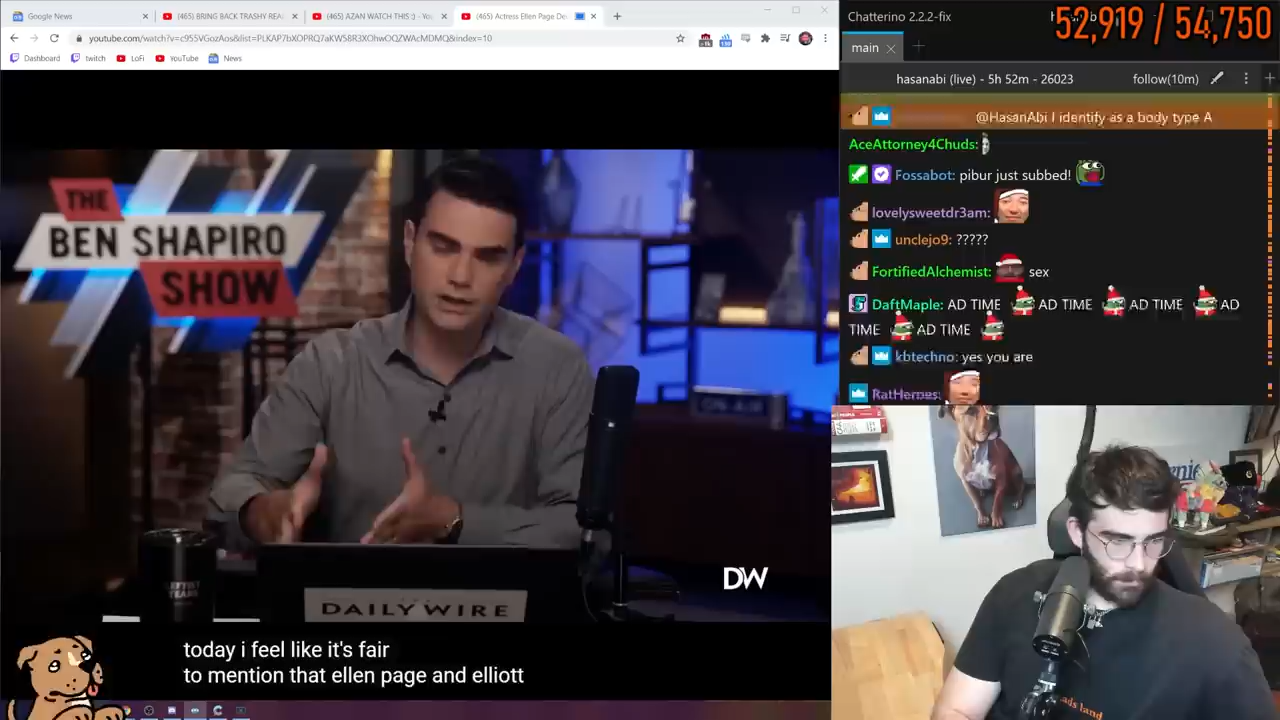 Google News
(465) BRING BACK TRASHY REA
(465) AZAN WATCH THIS :) - Yo
(465) Actress Ellen Page De
youtube.com/watch?v=c955VGozAos&list=PLKAP7bXOPRQ7aKW58R3XOhwOQZWAcMDMQ&index=10
Dashboard
twitch
LoFi
YouTube
News
Chatterino 2.2.2-fix
52,919 / 54,750
main
hasanabi (live) - 5h 52m - 26023
follow(10m)
@HasanAbi I identify as a body type A
AceAttorney4Chuds:
Fossabot: pibur just subbed!
lovelysweetdr3am:
unclejo9: ?????
FortifiedAlchemist: sex
DaftMaple: AD TIME AD TIME AD TIME AD
TIME AD TIME
kbtechno: yes you are
RatHermes:
THE
BEN SHAPIRO
SHOW
ON AIR
LEFTIST
TEARS
DAILY WIRE
DW
today i feel like it's fair
to mention that ellen page and elliott